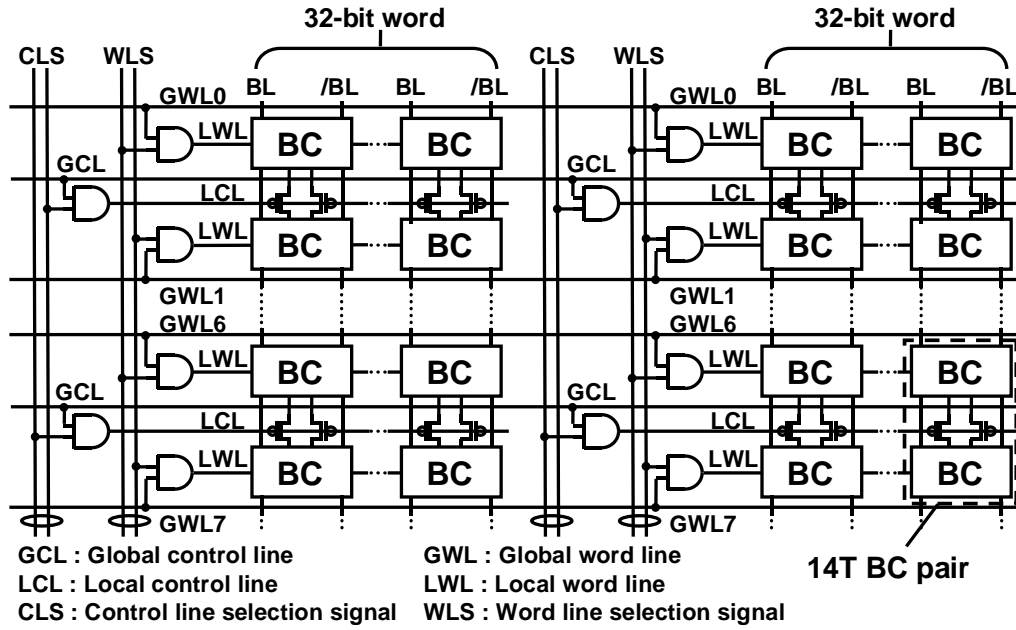 32-bit word 32-bit word
CLS WLS CLS WLS
BL /BL BL /BL BL /BL BL /BL
GWL0 GWL0
LWL BC BC LWL BC BC
GCL GCL
LCL LCL
LWL BC BC LWL BC BC
GWL1 GWL1
GWL6 GWL6
LWL BC BC LWL BC BC
GCL GCL
LCL LCL
LWL BC BC LWL BC BC
GWL7 GWL7
GCL : Global control line GWL : Global word line
LCL : Local control line LWL : Local word line
CLS : Control line selection signal WLS : Word line selection signal
14T BC pair